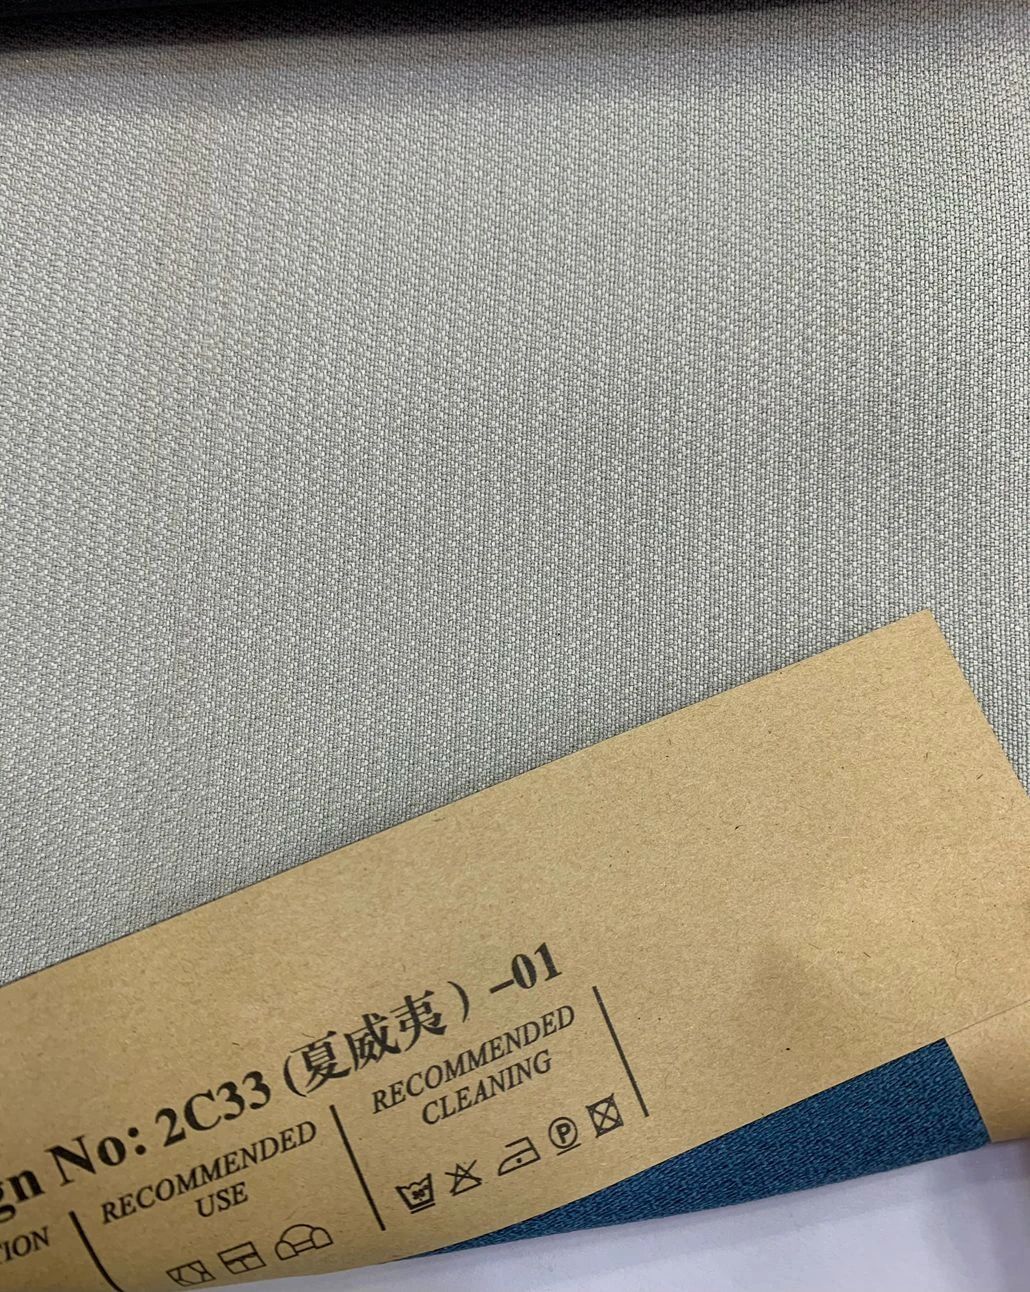 gn No: 2C33 (夏威夷) -01
ION
RECOMMENDED
USE
RECOMMENDED
CLEANING
P